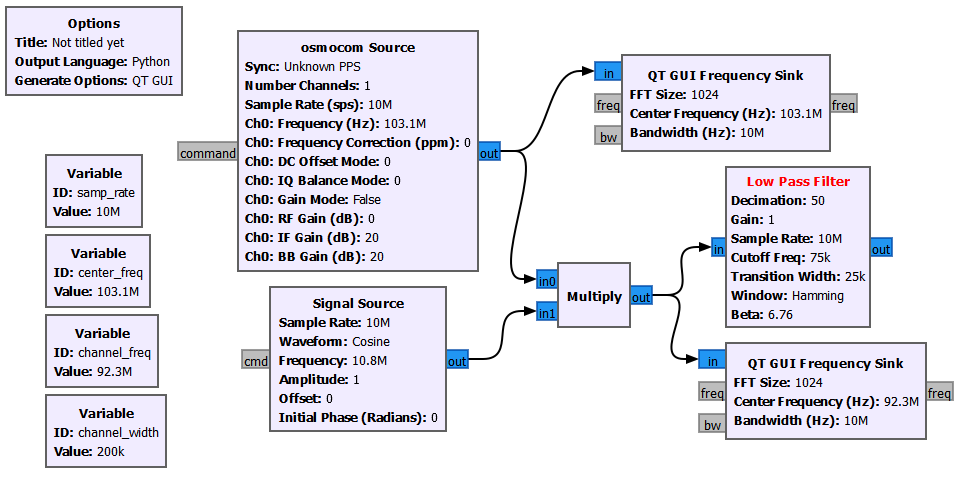 Options
Title: Not titled yet
Output Language: Python
Generate Options: QT GUI
Variable
ID: samp_rate
Value: 10M
Variable
ID: center_freq
Value: 103.1M
Variable
ID: channel_freq
Value: 92.3M
Variable
ID: channel_width
Value: 200k
osmocom Source
Sync: Unknown PPS
Number Channels: 1
Sample Rate (sps): 10M
Ch0: Frequency (Hz): 103.1M
Ch0: Frequency Correction (ppm): 0
Ch0: DC Offset Mode: 0
Ch0: IQ Balance Mode: 0
Ch0: Gain Mode: False
Ch0: RF Gain (dB): 0
Ch0: IF Gain (dB): 20
Ch0: BB Gain (dB): 20
command
out
Signal Source
Sample Rate: 10M
Waveform: Cosine
Frequency: 10.8M
Amplitude: 1
Offset: 0
Initial Phase (Radians): 0
cmd
out
in0
in1
Multiply
out
QT GUI Frequency Sink
FFT Size: 1024
Center Frequency (Hz): 103.1M
Bandwidth (Hz): 10M
in
freq
bw
freq
Low Pass Filter
Decimation: 50
Gain: 1
Sample Rate: 10M
Cutoff Freq: 75k
Transition Width: 25k
Window: Hamming
Beta: 6.76
in
out
QT GUI Frequency Sink
FFT Size: 1024
Center Frequency (Hz): 92.3M
Bandwidth (Hz): 10M
in
freq
bw
freq